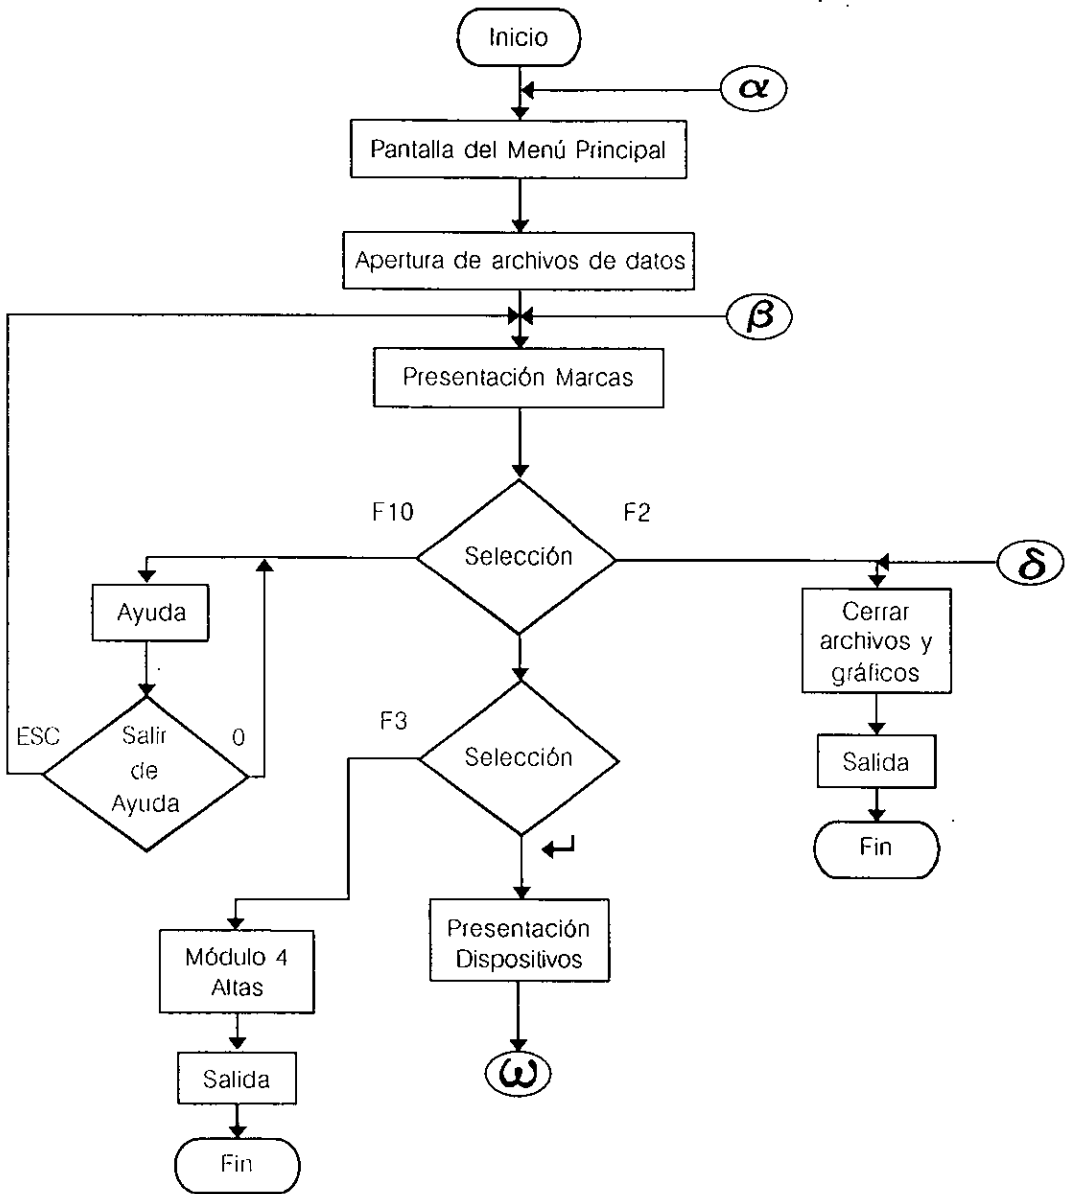 Inicio
α
Pantalla del Menú Principal
Apertura de archivos de datos
β
Presentación Marcas
F10
F2
Selección
δ
Ayuda
Cerrar
archivos y
gráficos
ESC
Salir
de
Ayuda
0
F3
Selección
Salida
Fin
Presentación
Dispositivos
Módulo 4
Altas
ω
Salida
Fin